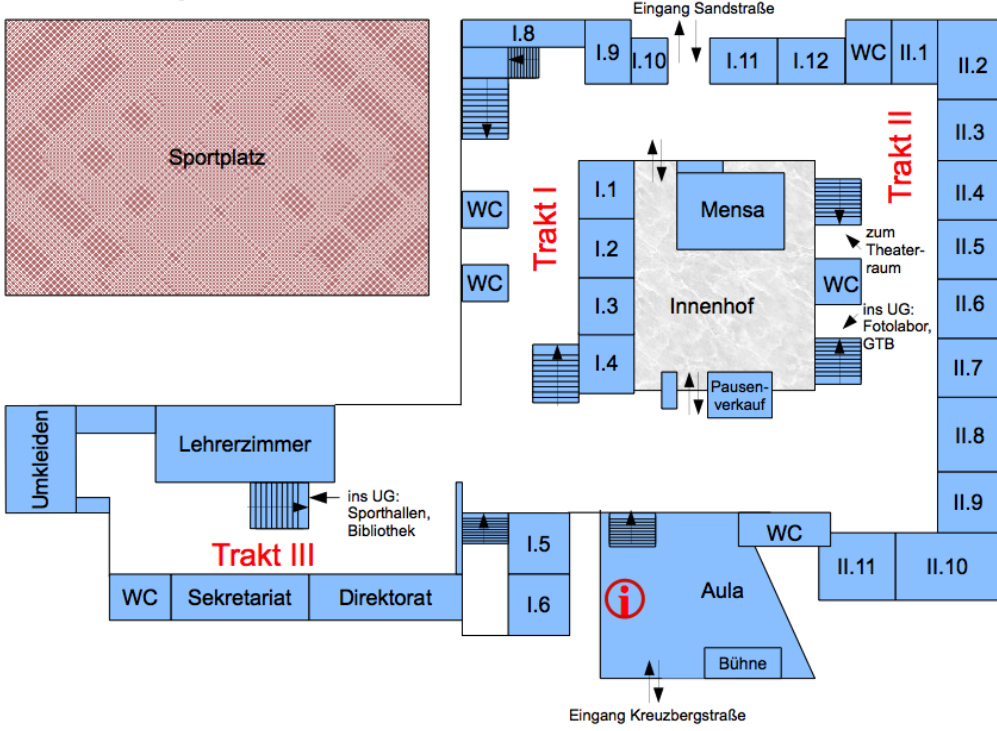 Eingang Sandstraße
I.8
I.9
I.10
I.11
I.12
WC
II.1
II.2
II.3
Sportplatz
Trakt I
Trakt II
I.1
Mensa
II.4
WC
I.2
zum
Theater-
raum
II.5
WC
I.3
Innenhof
WC
II.6
ins UG:
Fotolabor,
GTB
I.4
II.7
Pausen-
verkauf
Umkleiden
Lehrerzimmer
II.8
ins UG:
Sporthallen,
Bibliothek
II.9
Trakt III
I.5
WC
II.11
II.10
WC
Sekretariat
Direktorat
I.6
i
Aula
Bühne
Eingang Kreuzbergstraße